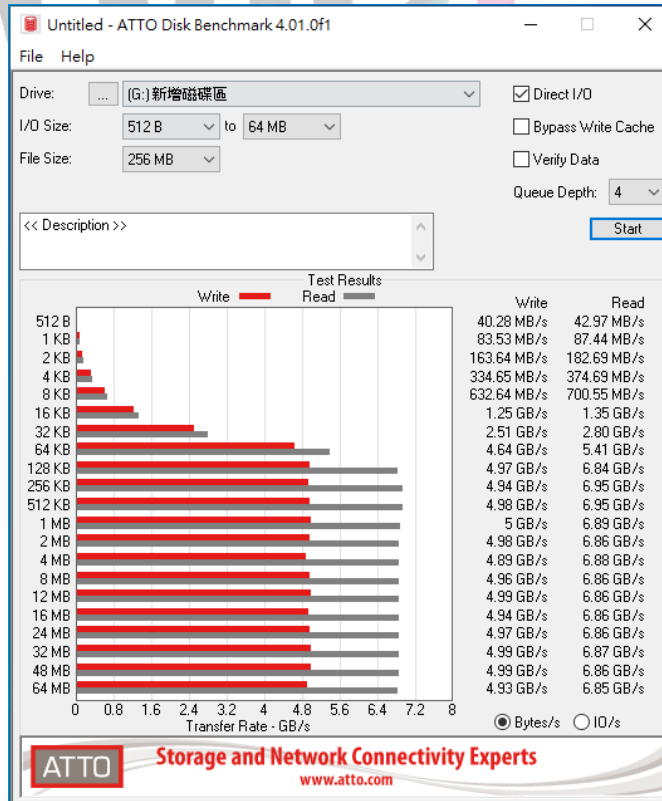 Untitled - ATTO Disk Benchmark 4.01.0f1
File Help
Drive: ... (G:)新增磁碟區 Direct I/O
I/O Size: 512 B to 64 MB Bypass Write Cache
File Size: 256 MB Verify Data
Queue Depth: 4
<< Description >> Start
Test Results
Write Read Write Read
512 B 40.28 MB/s 42.97 MB/s
1 KB 83.53 MB/s 87.44 MB/s
2 KB 163.64 MB/s 182.69 MB/s
4 KB 334.65 MB/s 374.69 MB/s
8 KB 632.64 MB/s 700.55 MB/s
16 KB 1.25 GB/s 1.35 GB/s
32 KB 2.51 GB/s 2.80 GB/s
64 KB 4.64 GB/s 5.41 GB/s
128 KB 4.97 GB/s 6.84 GB/s
256 KB 4.94 GB/s 6.95 GB/s
512 KB 4.98 GB/s 6.95 GB/s
1 MB 5 GB/s 6.89 GB/s
2 MB 4.98 GB/s 6.86 GB/s
4 MB 4.89 GB/s 6.88 GB/s
8 MB 4.96 GB/s 6.86 GB/s
12 MB 4.99 GB/s 6.86 GB/s
16 MB 4.94 GB/s 6.86 GB/s
24 MB 4.97 GB/s 6.86 GB/s
32 MB 4.99 GB/s 6.87 GB/s
48 MB 4.99 GB/s 6.86 GB/s
64 MB 4.93 GB/s 6.85 GB/s
0 0.8 1.6 2.4 3.2 4 4.8 5.6 6.4 7.2 8
Transfer Rate - GB/s Bytes/s IO/s
ATTO Storage and Network Connectivity Experts
www.atto.com